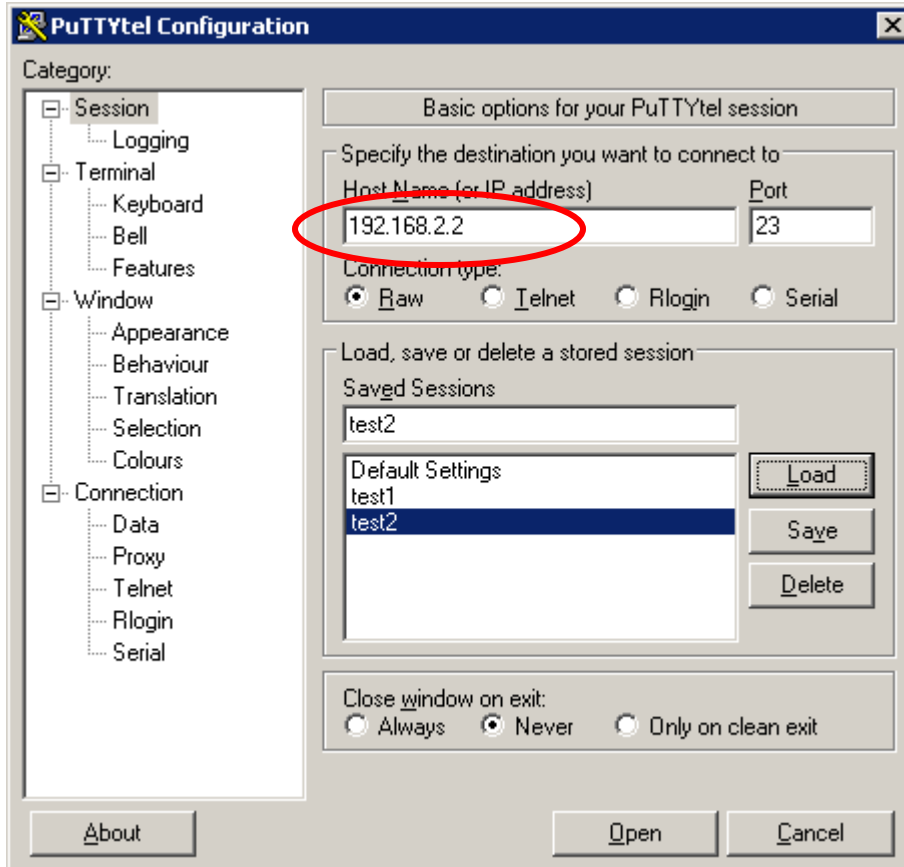 PuTTYtel Configuration
Category:
Session
Logging
Terminal
Keyboard
Bell
Features
Window
Appearance
Behaviour
Translation
Selection
Colours
Connection
Data
Proxy
Telnet
Rlogin
Serial
Basic options for your PuTTYtel session
Specify the destination you want to connect to
Host Name (or IP address) Port
192.168.2.2 23
Connection type:
Raw Telnet Rlogin Serial
Load, save or delete a stored session
Saved Sessions
test2
Default Settings
test1
test2
Load
Save
Delete
Close window on exit:
Always Never Only on clean exit
About Open Cancel